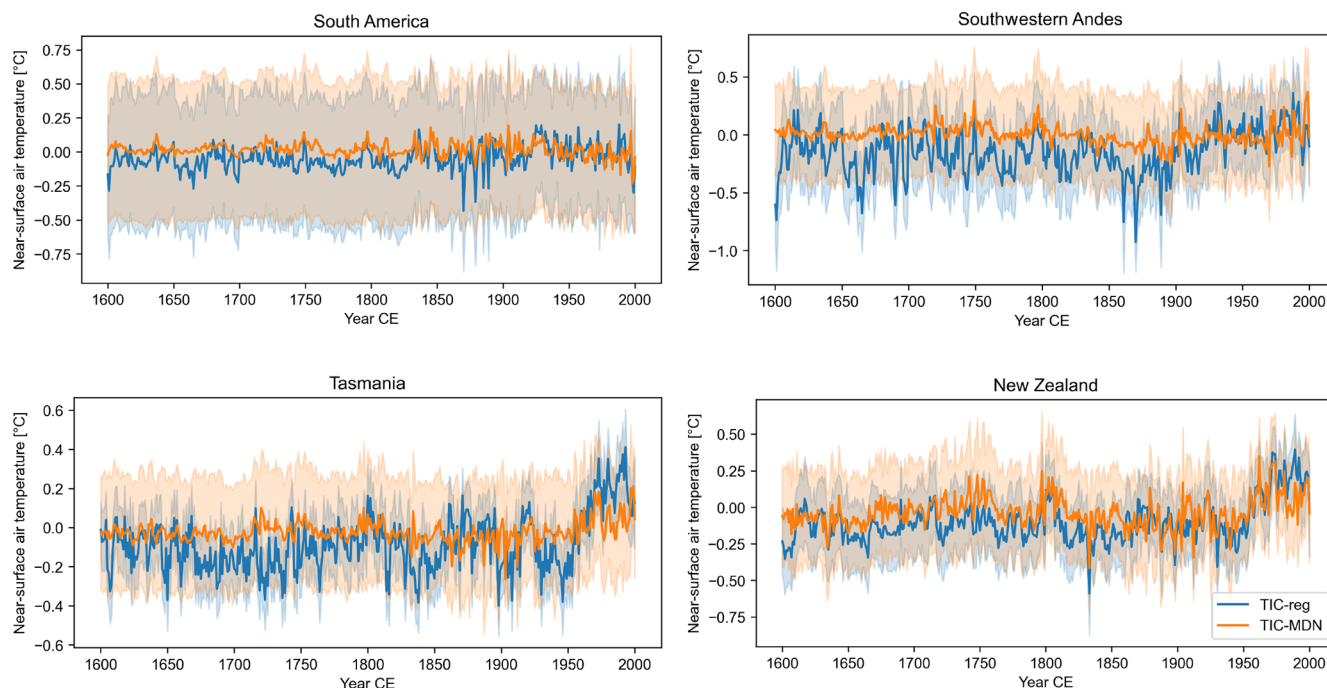 South America
Near-surface air temperature [°C]
0.75
0.50
0.25
0.00
−0.25
−0.50
−0.75
1600 1650 1700 1750 1800 1850 1900 1950 2000
Year CE
Southwestern Andes
Near-surface air temperature [°C]
0.5
0.0
−0.5
−1.0
1600 1650 1700 1750 1800 1850 1900 1950 2000
Year CE
Tasmania
Near-surface air temperature [°C]
0.6
0.4
0.2
0.0
−0.2
−0.4
−0.6
1600 1650 1700 1750 1800 1850 1900 1950 2000
Year CE
New Zealand
Near-surface air temperature [°C]
0.50
0.25
0.00
−0.25
−0.50
−0.75
TIC-reg
TIC-MDN
1600 1650 1700 1750 1800 1850 1900 1950 2000
Year CE